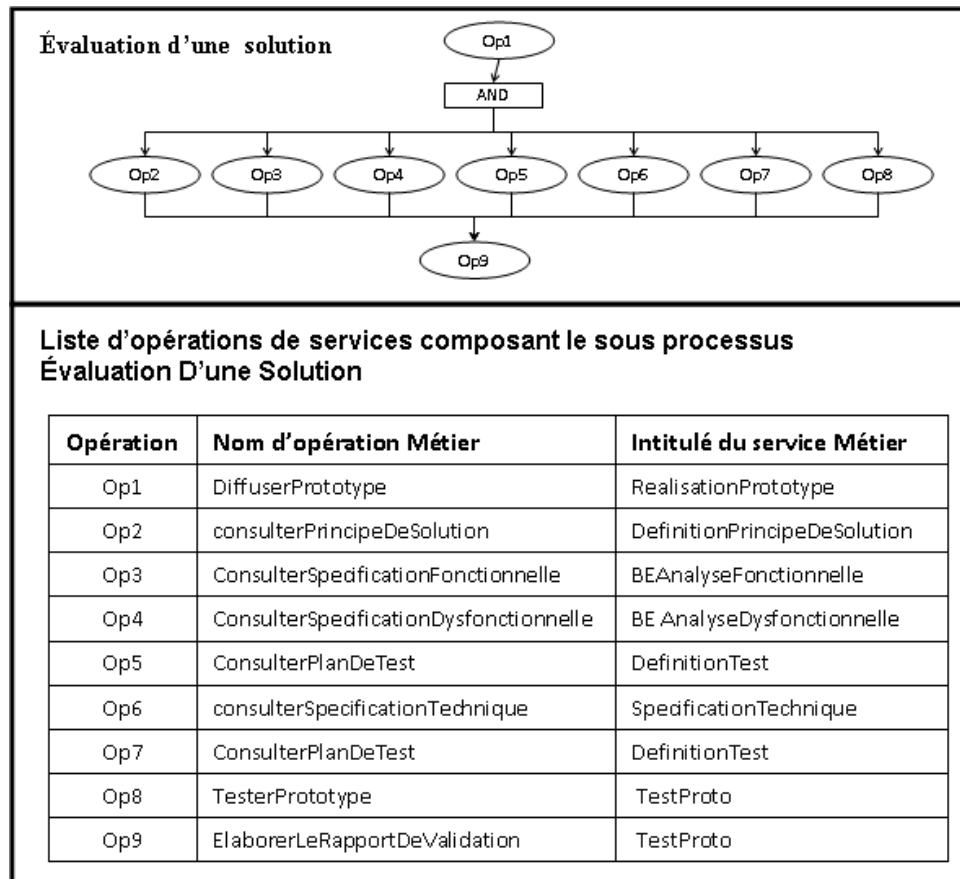 Évaluation d'une solution
Op1
AND
Op2 Op3 Op4 Op5 Op6 Op7 Op8
Op9
Liste d'opérations de services composant le sous processus
Évaluation D'une Solution
Opération Nom d'opération Métier Intitulé du service Métier
Op1 DiffuserPrototype RealisationPrototype
Op2 consulterPrincipeDeSolution DefinitionPrincipeDeSolution
Op3 ConsulterSpecificationFonctionnelle BEAnalyseFonctionnelle
Op4 ConsulterSpecificationDysfonctionnelle BE AnalyseDysfonctionnelle
Op5 ConsulterPlanDeTest DefinitionTest
Op6 consulterSpecificationTechnique SpecificationTechnique
Op7 ConsulterPlanDeTest DefinitionTest
Op8 TesterPrototype TestProto
Op9 ElaborerLeRapportDeValidation TestProto